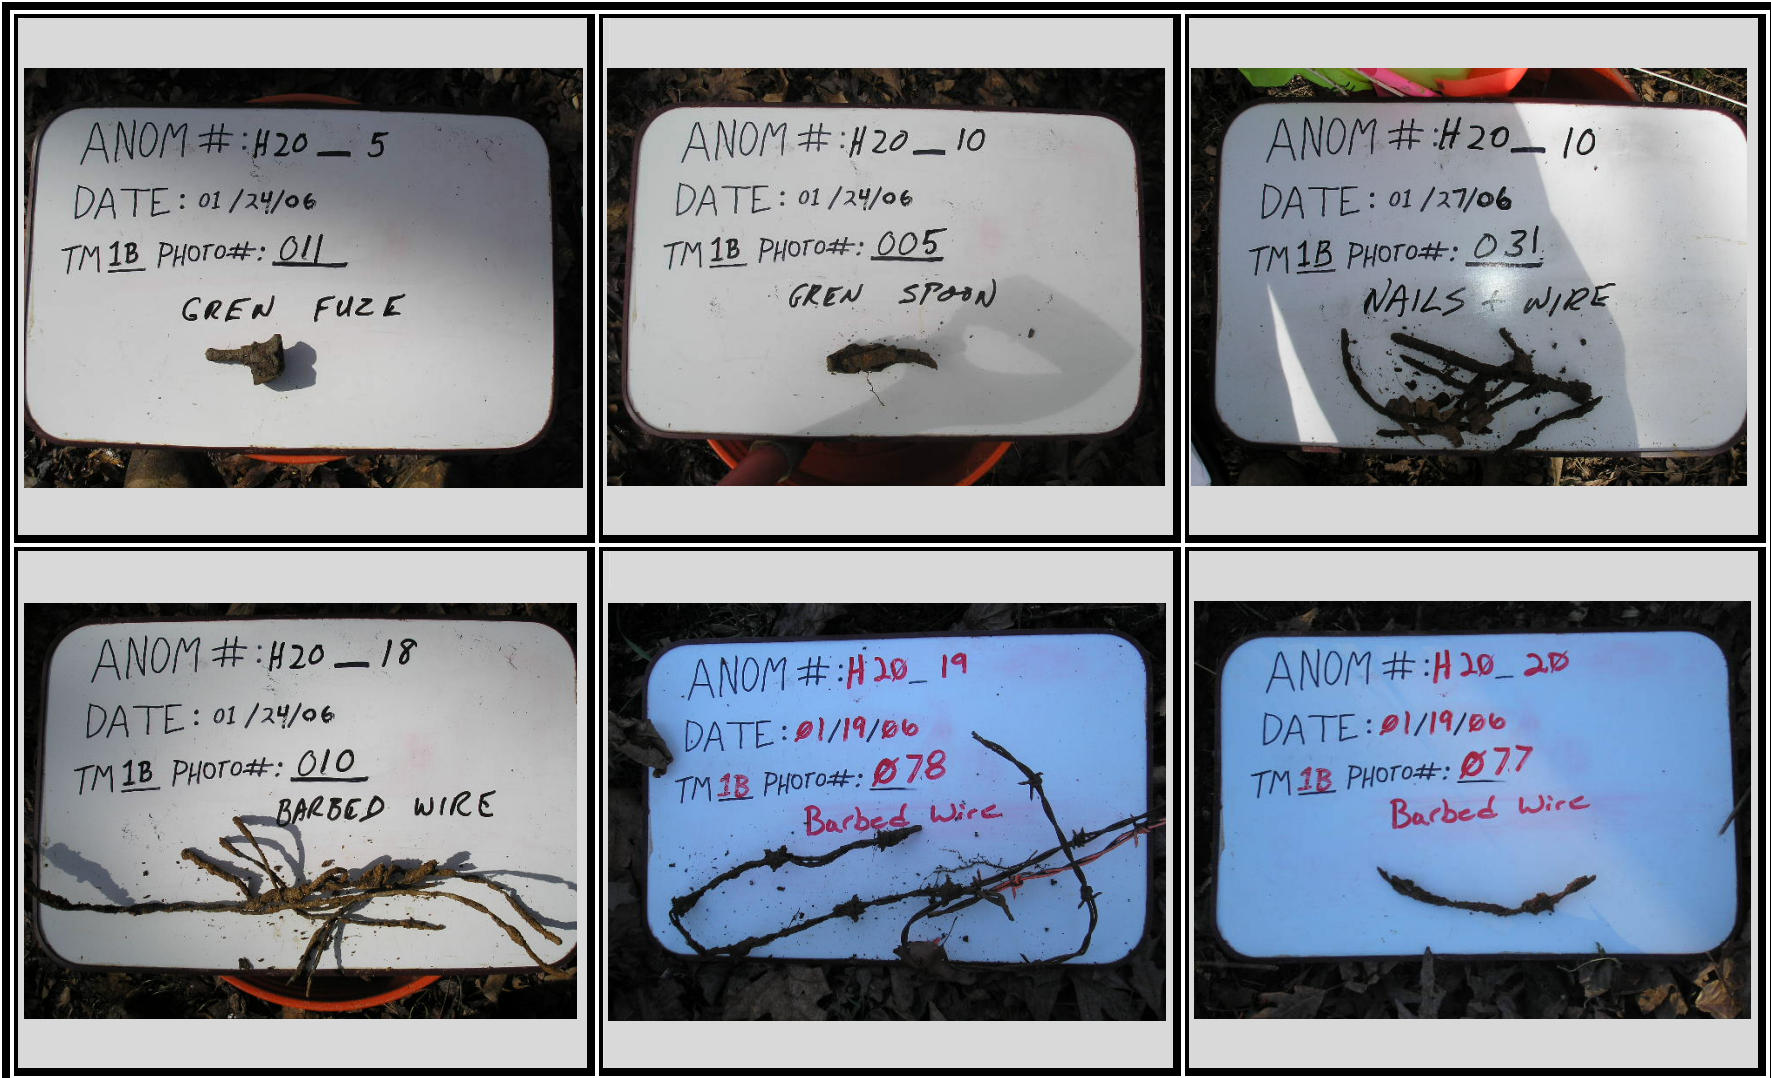 ANOM #: H20_5
DATE: 01/24/06
TM 1B PHOTO#: 011
GREN FUZE
ANOM #: H20_10
DATE: 01/24/06
TM 1B PHOTO#: 005
GREN SPOON
ANOM #: H20_10
DATE: 01/27/06
TM 1B PHOTO#: 031
NAILS + WIRE
ANOM #: H20_18
DATE: 01/24/06
TM 1B PHOTO#: 010
BARBED WIRE
ANOM #: H20_19
DATE: 01/19/06
TM 1B PHOTO#: 078
Barbed Wire
ANOM #: H20_20
DATE: 01/19/06
TM 1B PHOTO#: 077
Barbed Wire